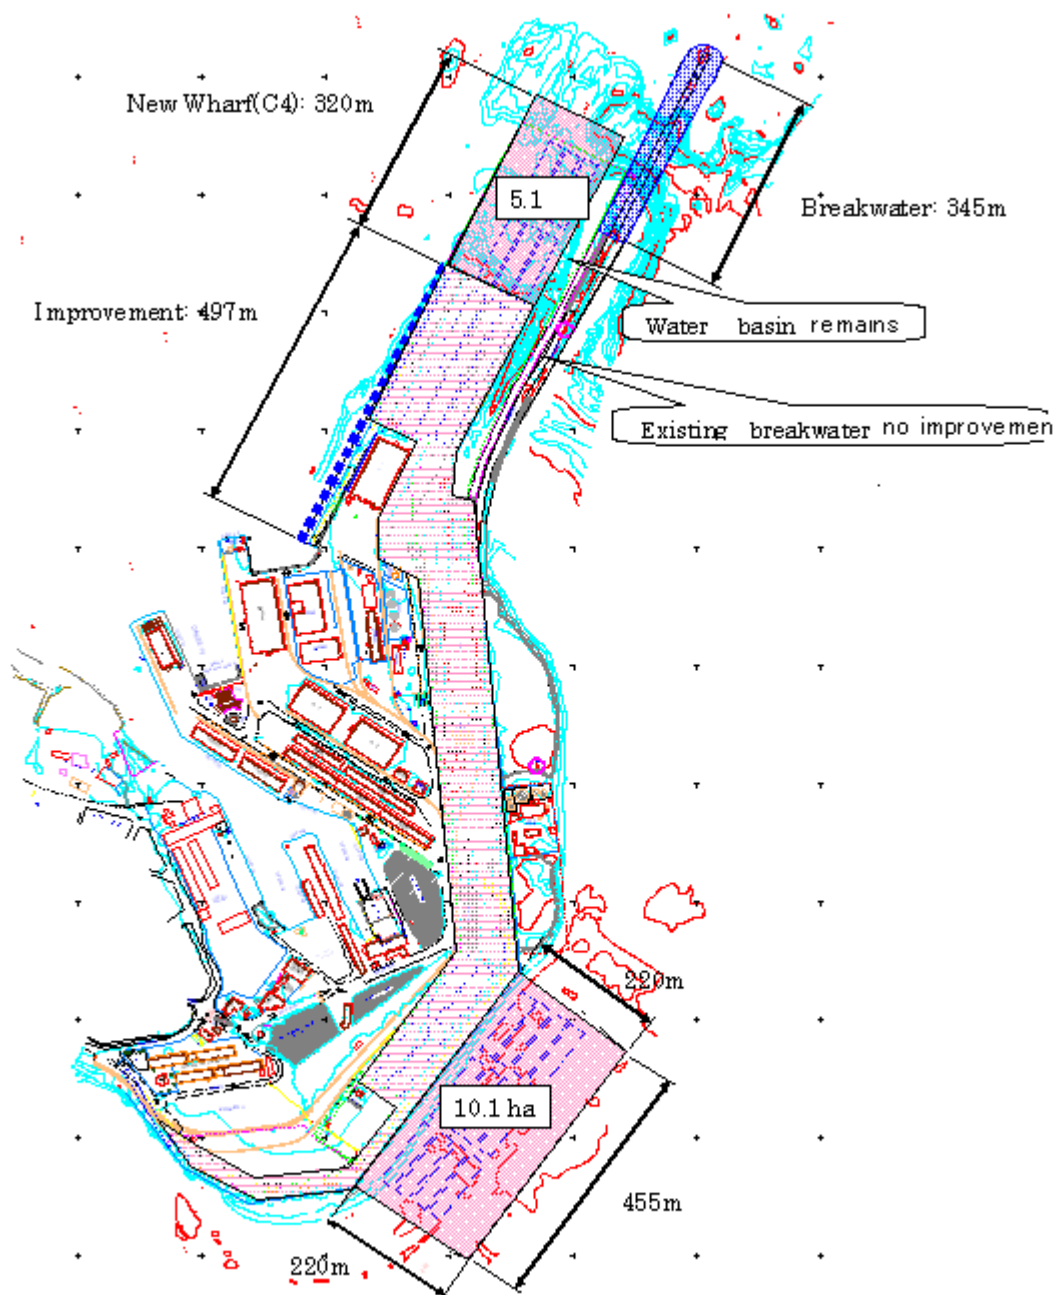 New Wharf(C4): 320m
5.1
Breakwater: 345m
Improvement: 497m
Water basin remains
Existing breakwater no improvemen
220m
10.1 ha
455m
220m